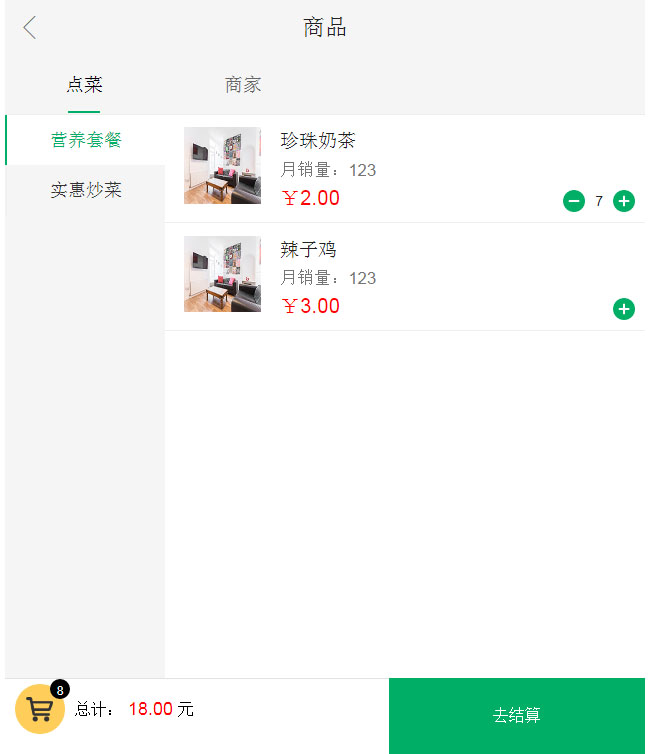 商品
点菜 商家
营养套餐
实惠炒菜
珍珠奶茶
月销量：123
￥2.00
7
辣子鸡
月销量：123
￥3.00
8
总计： 18.00 元
去结算